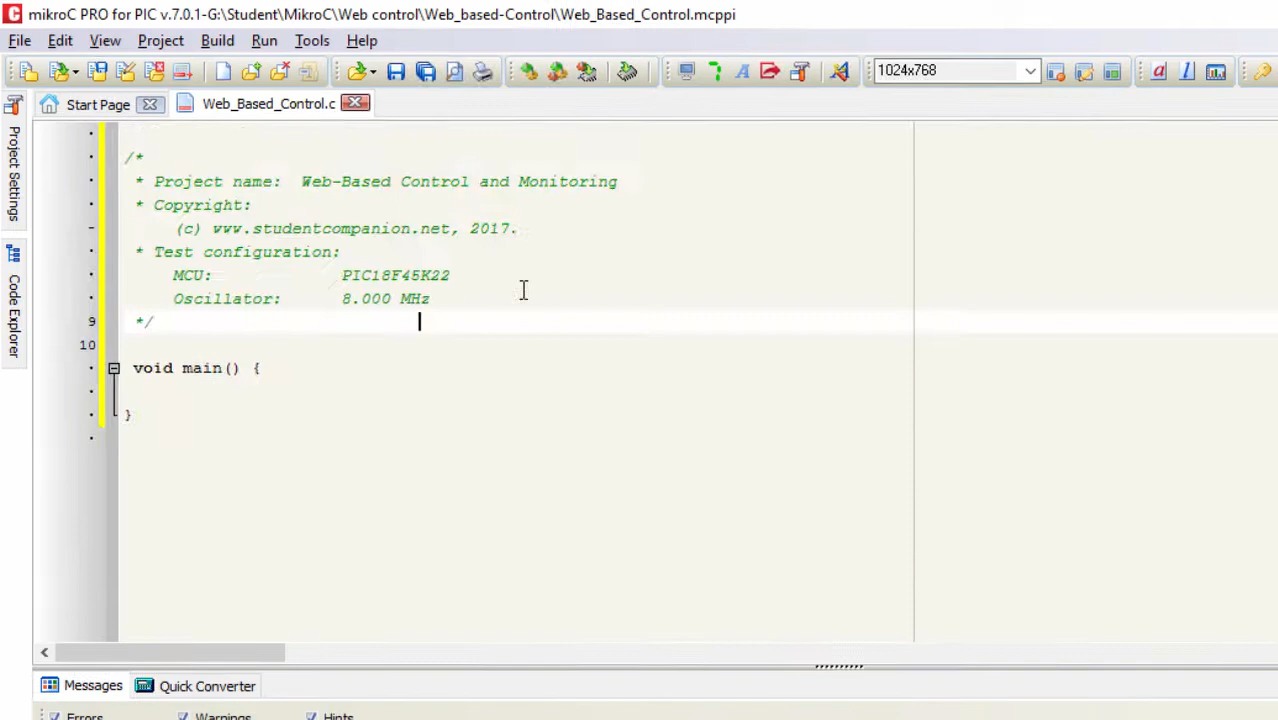 mikroC PRO for PIC v.7.0.1-G:\Student\MikroC\Web control\Web_based-Control\Web_Based_Control.mcppi
File Edit View Project Build Run Tools Help
1024x768
Start Page Web_Based_Control.c
Project Settings
Code Explorer
/*
* Project name: Web-Based Control and Monitoring
* Copyright:
(c) www.studentcompanion.net, 2017.
* Test configuration:
MCU: PIC18F45K22
Oscillator: 8.000 MHz
9 */
10
void main() {
}
Messages Quick Converter
Errors Warnings Hints